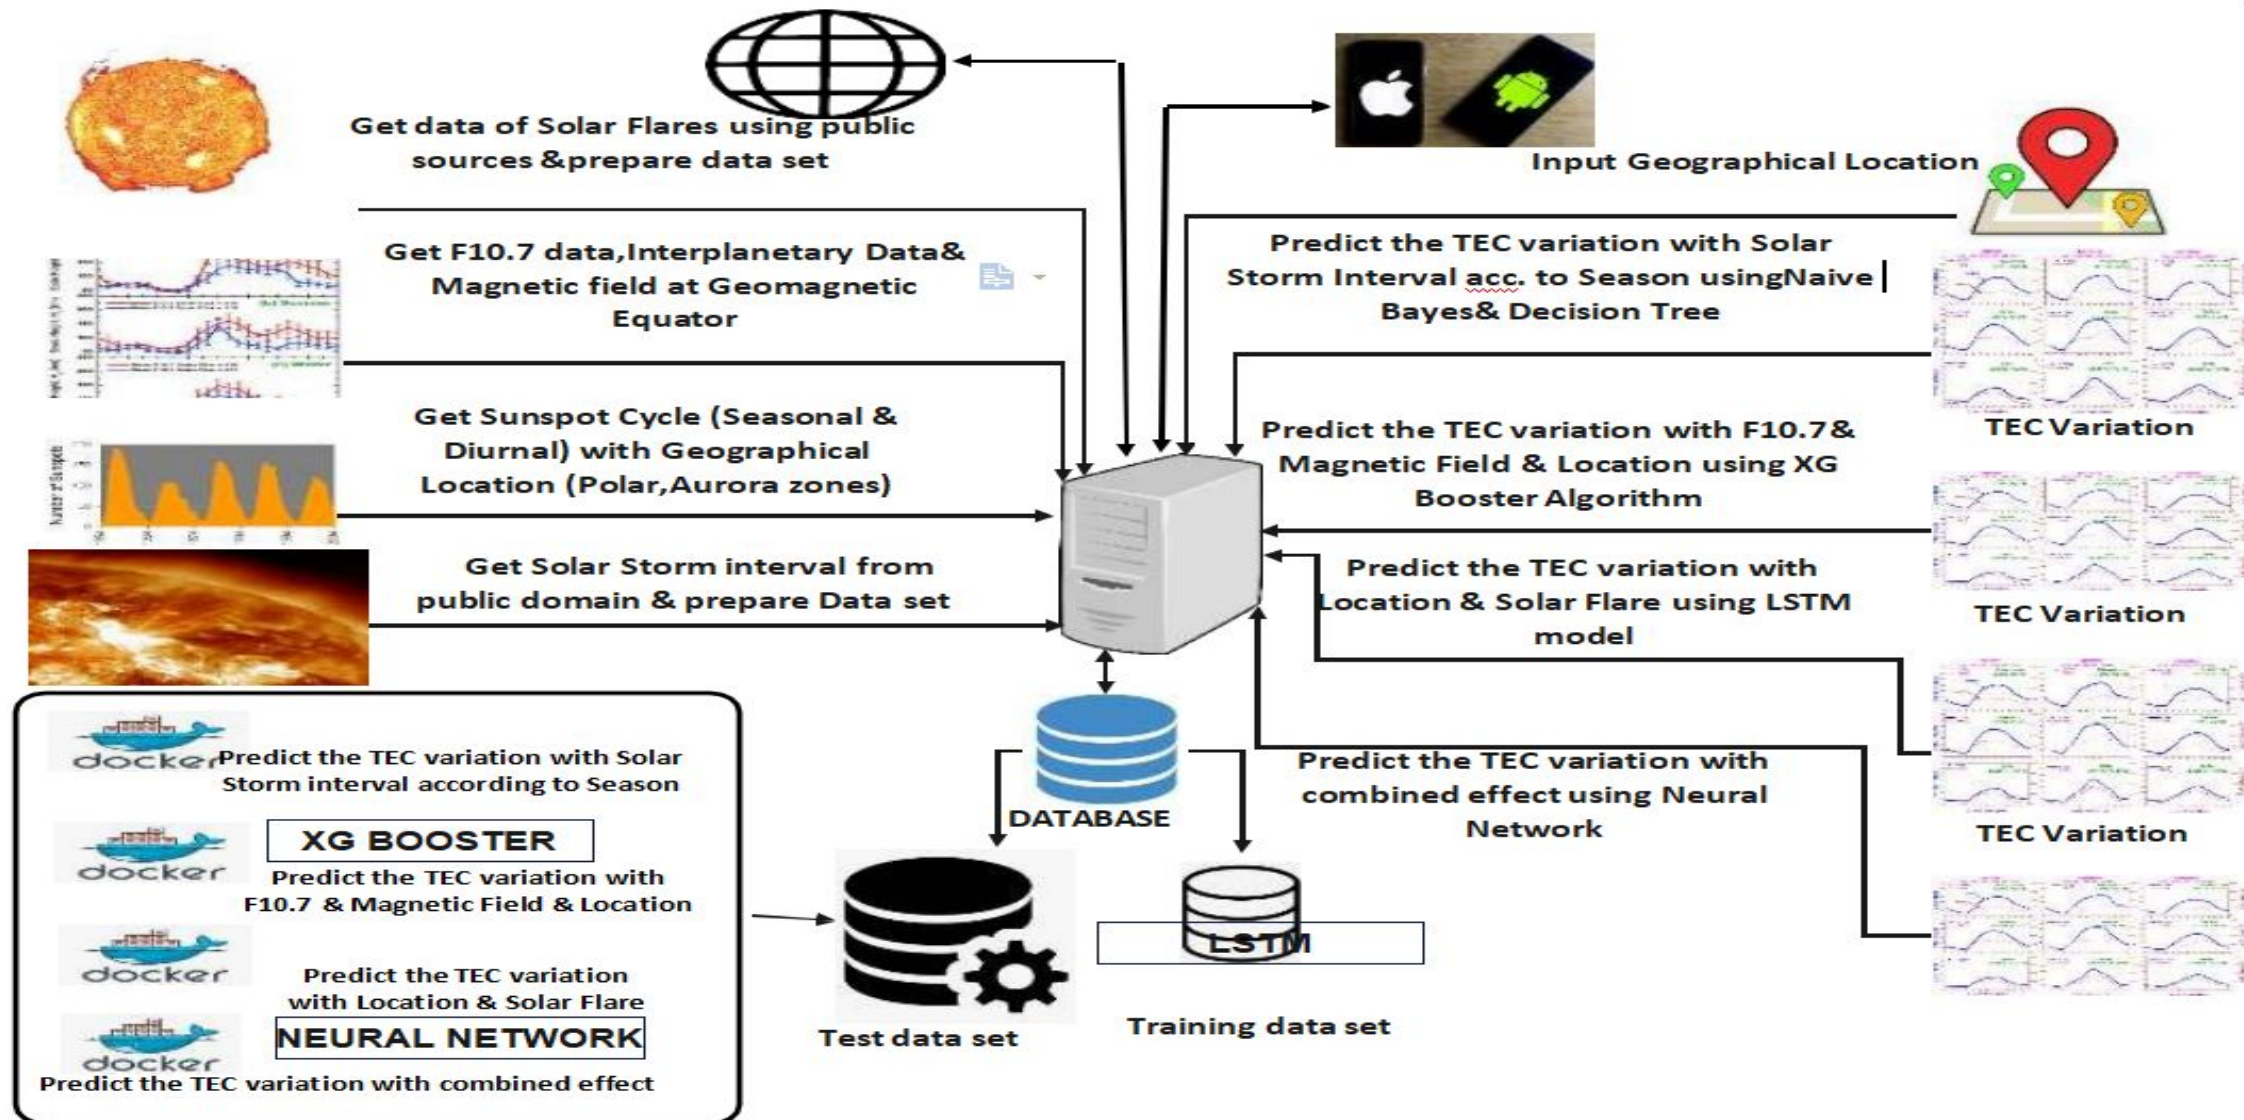 Get data of Solar Flares using public
sources &prepare data set
Input Geographical Location
Get F10.7 data,Interplanetary Data&
Magnetic field at Geomagnetic
Equator
Predict the TEC variation with Solar
Storm Interval acc. to Season usingNaive
Bayes& Decision Tree
TEC Variation
Get Sunspot Cycle (Seasonal &
Diurnal) with Geographical
Location (Polar,Aurora zones)
Number of Sunspots
Predict the TEC variation with F10.7&
Magnetic Field & Location using XG
Booster Algorithm
TEC Variation
Get Solar Storm interval from
public domain & prepare Data set
Predict the TEC variation with
Location & Solar Flare using LSTM
model
TEC Variation
Predict the TEC variation with
combined effect using Neural
Network
DATABASE
docker
Predict the TEC variation with Solar
Storm interval according to Season
docker
XG BOOSTER
Predict the TEC variation with
F10.7 & Magnetic Field & Location
docker
Predict the TEC variation
with Location & Solar Flare
docker
NEURAL NETWORK
Predict the TEC variation with combined effect
Test data set
LSTM
Training data set